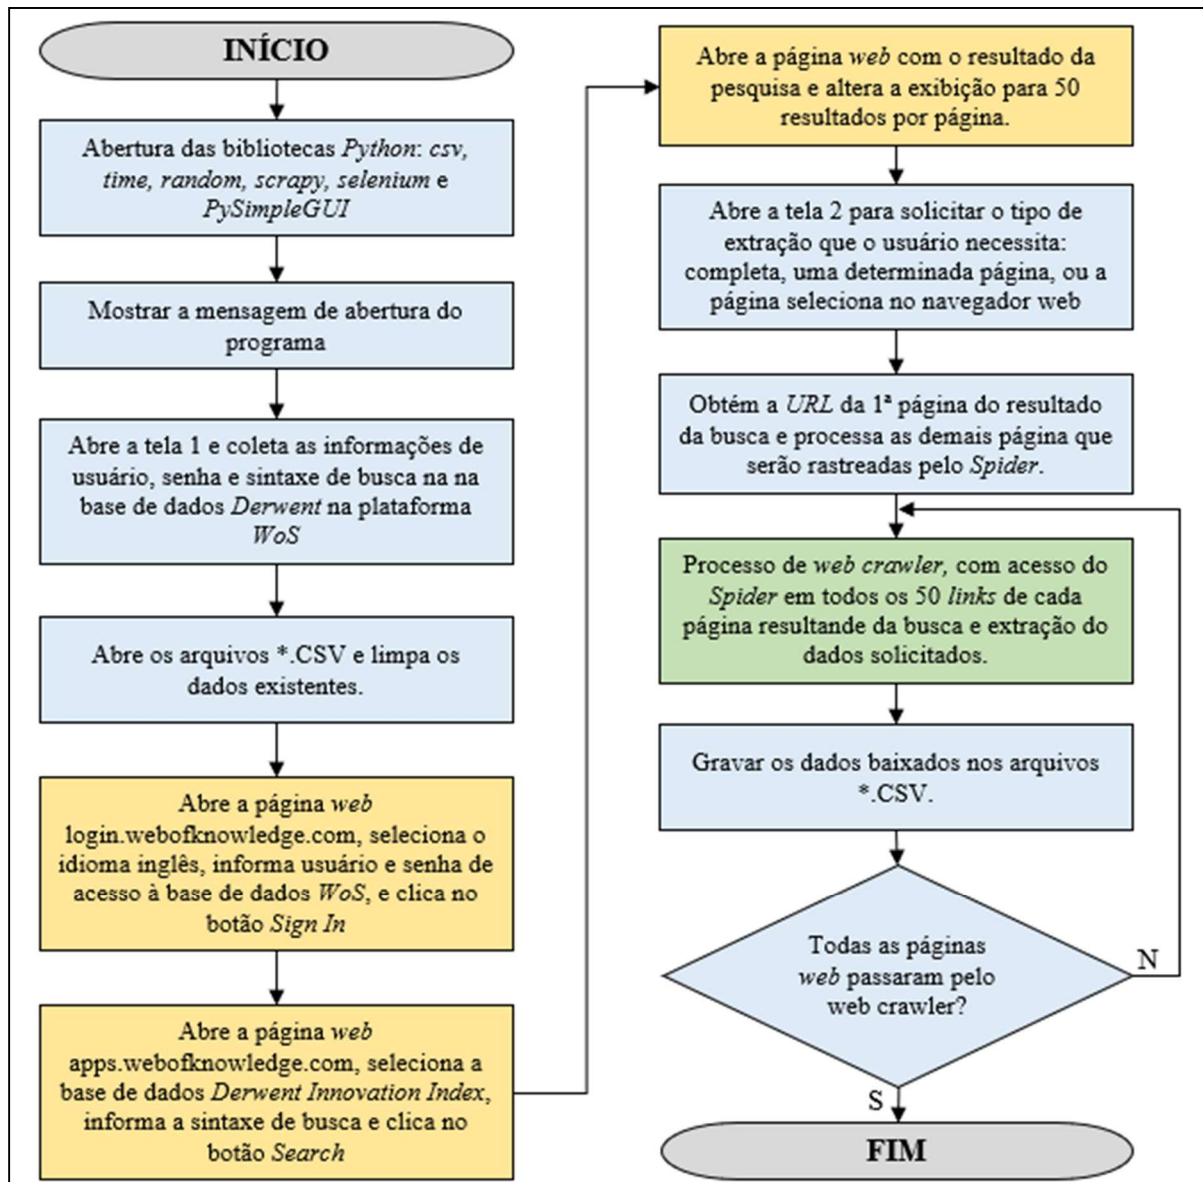 INÍCIO
Abertura das bibliotecas Python: csv,
time, random, scrapy, selenium e
PySimpleGUI
Mostrar a mensagem de abertura do
programa
Abre a tela 1 e coleta as informações de
usuário, senha e sintaxe de busca na na
base de dados Derwent na plataforma
WoS
Abre os arquivos *.CSV e limpa os
dados existentes.
Abre a página web
login.webofknowledge.com, seleciona o
idioma inglês, informa usuário e senha de
acesso à base de dados WoS, e clica no
botão Sign In
Abre a página web
apps.webofknowledge.com, seleciona a
base de dados Derwent Innovation Index,
informa a sintaxe de busca e clica no
botão Search
Abre a página web com o resultado da
pesquisa e altera a exibição para 50
resultados por página.
Abre a tela 2 para solicitar o tipo de
extração que o usuário necessita:
completa, uma determinada página, ou a
página seleciona no navegador web
Obtém a URL da 1ª página do resultado
da busca e processa as demais página que
serão rastreadas pelo Spider.
Processo de web crawler, com acesso do
Spider em todos os 50 links de cada
página resultande da busca e extração do
dados solicitados.
Gravar os dados baixados nos arquivos
*.CSV.
Todas as páginas
web passaram pelo
web crawler?
N
S
FIM